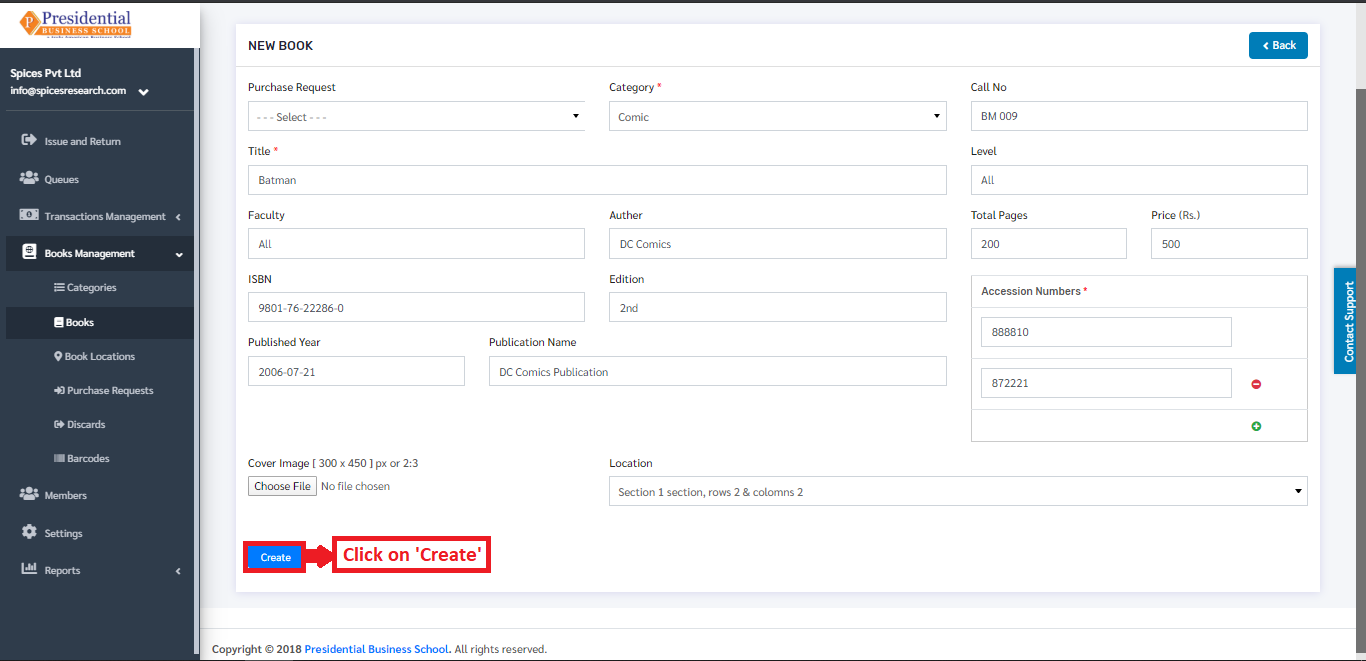 Presidential
BUSINESS SCHOOL
Spices Pvt Ltd
info@spicesresearch.com
Issue and Return
Queues
Transactions Management
Books Management
Categories
Books
Book Locations
Purchase Requests
Discards
Barcodes
Members
Settings
Reports
NEW BOOK
Back
Purchase Request
- - - Select - - -
Category *
Comic
Call No
BM 009
Title *
Batman
Level
All
Faculty
All
Auther
DC Comics
Total Pages
200
Price (Rs.)
500
ISBN
9801-76-22286-0
Edition
2nd
Accession Numbers *
888810
872221
Published Year
2006-07-21
Publication Name
DC Comics Publication
Cover Image [ 300 x 450 ] px or 2:3
Choose File No file chosen
Location
Section 1 section, rows 2 & colomns 2
Create
Click on 'Create'
Contact Support
Copyright © 2018 Presidential Business School. All rights reserved.